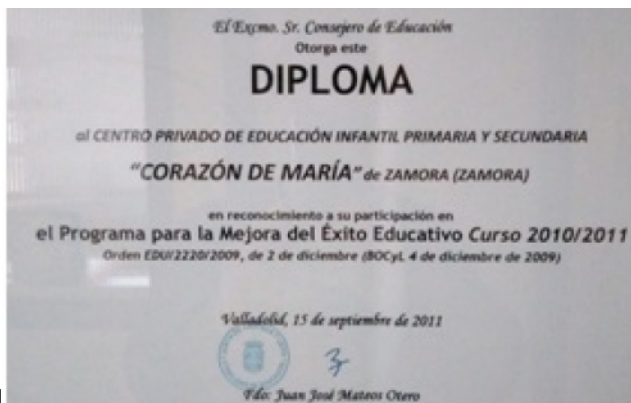 El Excmo. Sr. Consejero de Educación
Otorga este
DIPLOMA
al CENTRO PRIVADO DE EDUCACIÓN INFANTIL PRIMARIA Y SECUNDARIA
"CORAZÓN DE MARÍA" de ZAMORA (ZAMORA)
en reconocimiento a su participación en
el Programa para la Mejora del Éxito Educativo Curso 2010/2011
Orden EDU/2220/2009, de 2 de diciembre (BOCyL 4 de diciembre de 2009)
Valladolid, 15 de septiembre de 2011
Fdo: Juan José Mateos Otero